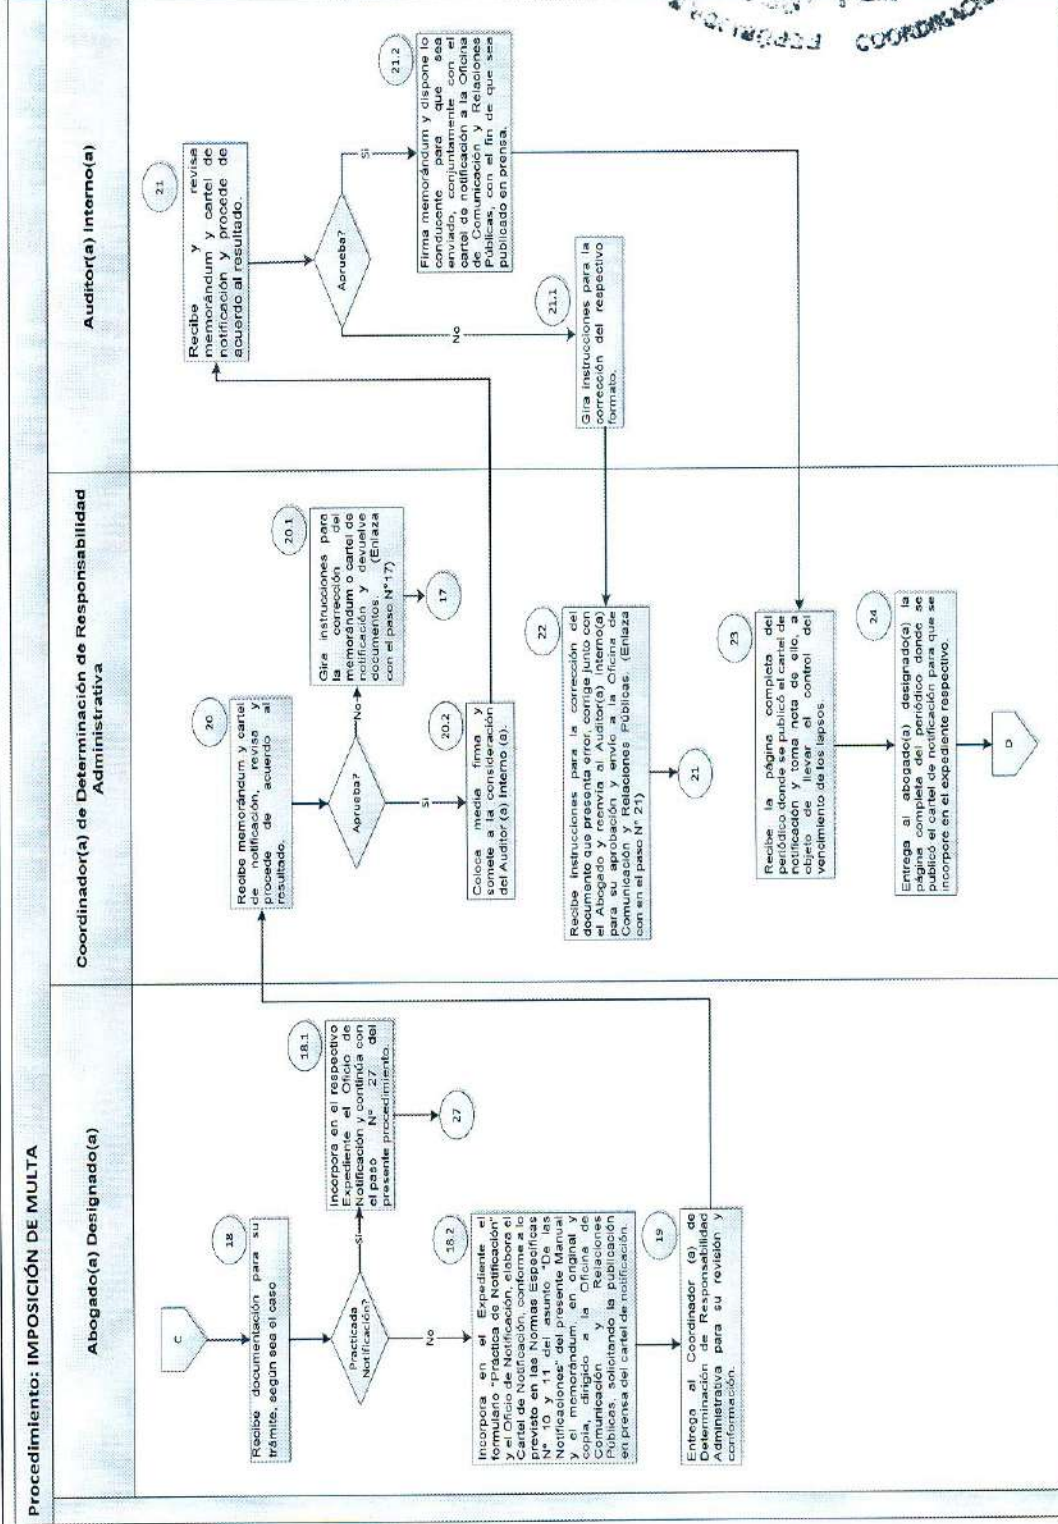 Procedimiento: IMPOSICIÓN DE MULTA
Abogado(a) Designado(a)
Coordinador(a) de Determinación de Responsabilidad
Administrativa
Auditor(a) Interno(a)
C
18
Recibe documentación para su
trámite, según sea el caso
Practicada
Notificación?
Sí
18.1
Incorpora en el respectivo
Expediente el Oficio de
Notificación y continúa con
el paso N° 27 del
presente procedimiento.
27
No
18.2
Incorpora en el Expediente el
formulario "Práctica de Notificación"
y el Oficio de Notificación, elabora el
Cartel de Notificación, conforme a lo
previsto en las Normas Específicas
N° 10 y 11 del asunto "De las
Notificaciones" del presente Manual
y el memorándum, en original y
copia, dirigido a la Oficina de
Comunicación y Relaciones
Públicas, solicitando la publicación
en prensa del cartel de notificación.
19
Entrega al Coordinador (a) de
Determinación de Responsabilidad
Administrativa para su revisión y
conformación.
20
Recibe memorándum y cartel
de notificación, revisa y
procede de acuerdo al
resultado.
Aprueba?
No
20.1
Gira instrucciones para
la corrección del
memorándum o cartel de
notificación y devuelve
documentos. (Enlaza
con el paso N°17)
17
Sí
20.2
Coloca media firma y
somete a la consideración
del Auditor (a) Interno (a).
22
Recibe instrucciones para la corrección del
documento que presenta error, corrige junto con
el Abogado y reenvía al Auditor(a) Interno(a)
para su aprobación y envío a la Oficina de
Comunicación y Relaciones Públicas. (Enlaza
con en el paso N° 21)
21
23
Recibe la página completa del
periódico donde se publicó el cartel de
notificación y toma nota de ello, a
objeto de llevar el control del
vencimiento de los lapsos.
24
Entrega al abogado(a) designado(a) la
página completa del periódico donde se
publicó el cartel de notificación para que se
incorpore en el expediente respectivo.
D
21
Recibe y revisa
memorándum y cartel de
notificación y procede de
acuerdo al resultado.
Aprueba?
Sí
No
21.1
Gira instrucciones para la
corrección del respectivo
formato.
21.2
Firma memorándum y dispone lo
conducente para que sea
enviado, conjuntamente con el
cartel de notificación a la Oficina
de Comunicación y Relaciones
Públicas, con el fin de que sea
publicado en prensa.